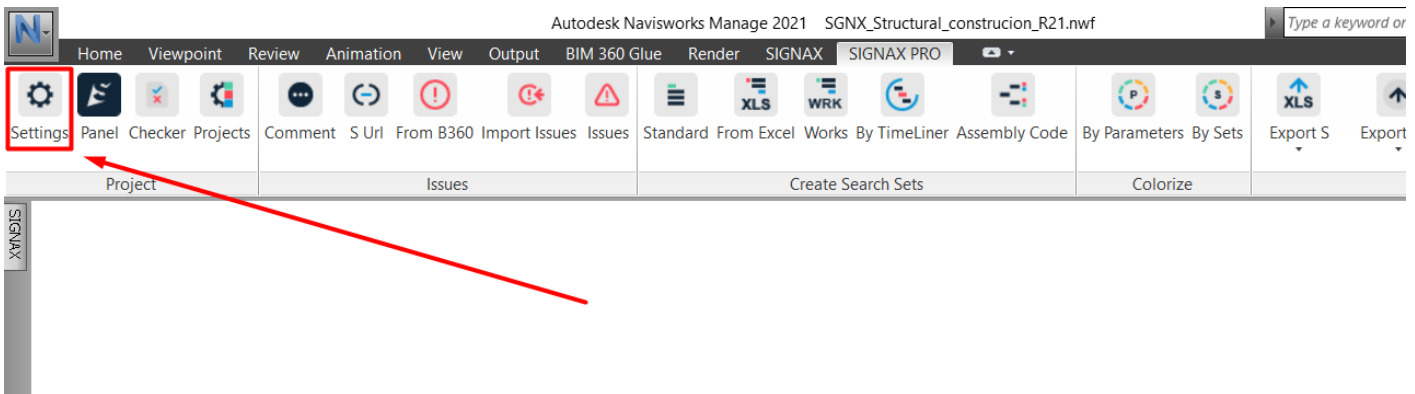 Autodesk Navisworks Manage 2021 SGNX_Structural_construcion_R21.nwf
Type a keyword or
N
Home Viewpoint Review Animation View Output BIM 360 Glue Render SIGNAX SIGNAX PRO
XLS WRK P S XLS
Settings Panel Checker Projects Comment S Url From B360 Import Issues Issues Standard From Excel Works By TimeLiner Assembly Code By Parameters By Sets Export S Export
Project Issues Create Search Sets Colorize
SIGNAX